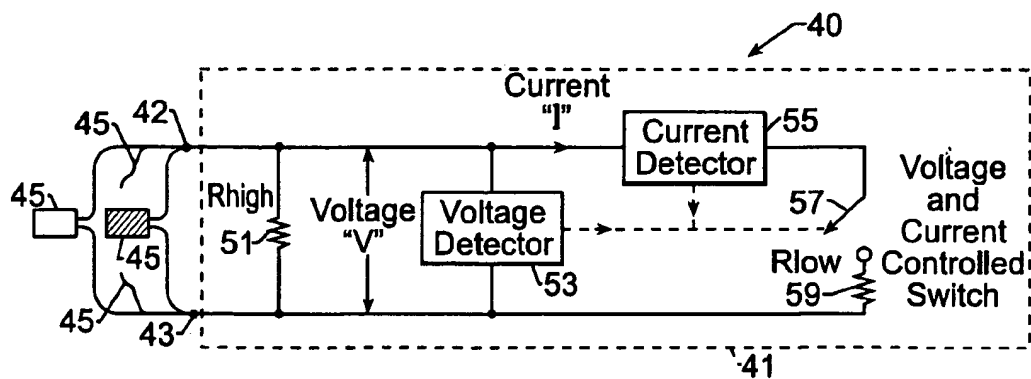 40
42
45
Current
"I"
55
Current
Detector
45
Rhigh
51
Voltage
"V"
Voltage
Detector
53
57
Voltage
and
Current
Controlled
Switch
45
Rlow
59
45
43
41